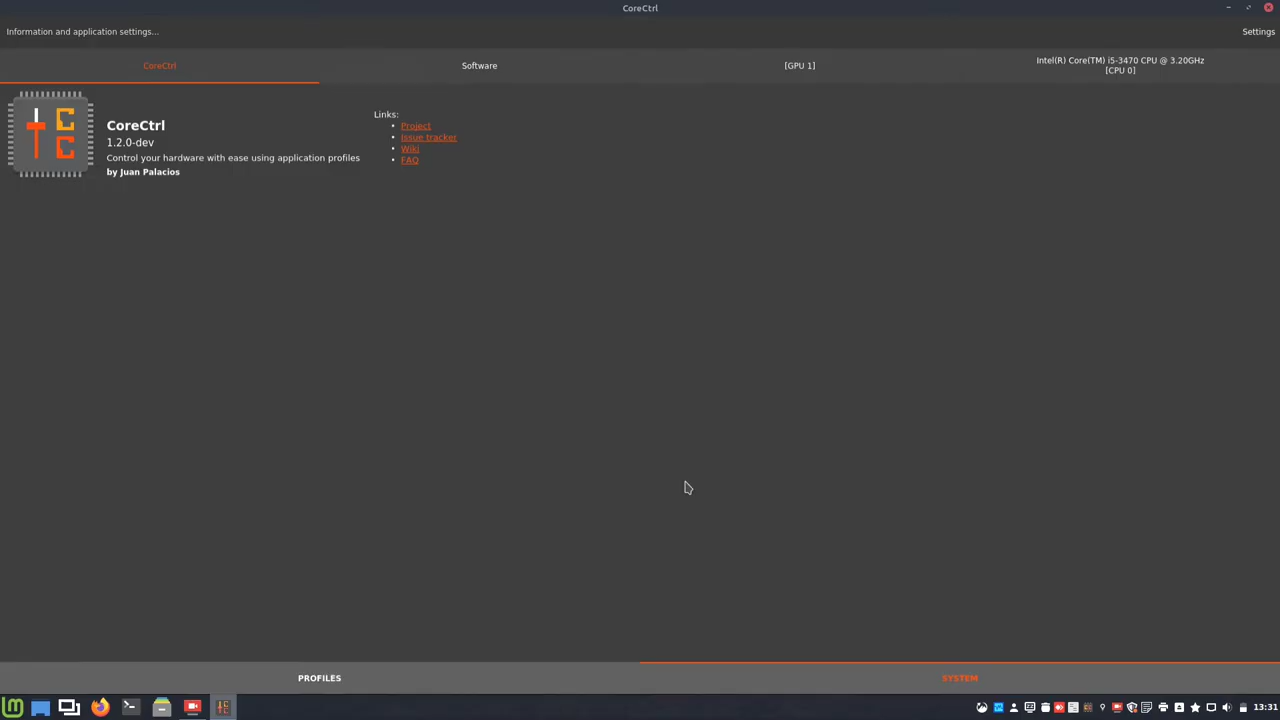 CoreCtrl
Information and application settings...
Settings
CoreCtrl
Software
[GPU 1]
Intel(R) Core(TM) i5-3470 CPU @ 3.20GHz
[CPU 0]
CoreCtrl
1.2.0-dev
Control your hardware with ease using application profiles
by Juan Palacios
Links:
• Project
• Issue tracker
• Wiki
• FAQ
PROFILES
SYSTEM
13:31